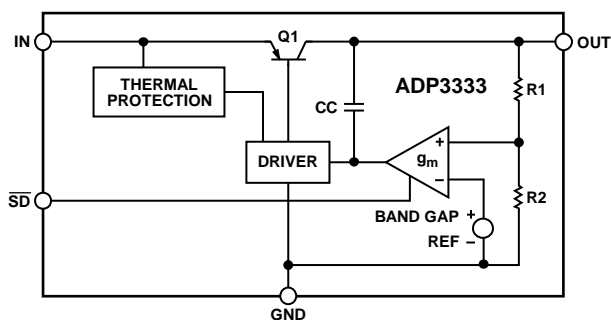 IN
Q1
OUT
THERMAL
PROTECTION
ADP3333
R1
CC
DRIVER
gm
+
−
R2
SD
BAND GAP +
REF −
GND